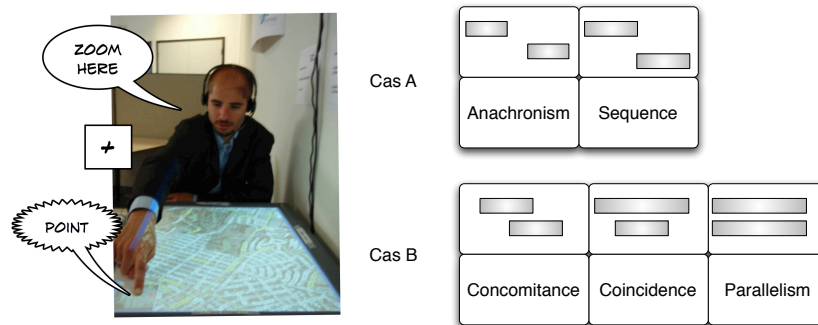 ZOOM
HERE
+
POINT
Cas A
Anachronism
Sequence
Cas B
Concomitance
Coincidence
Parallelism